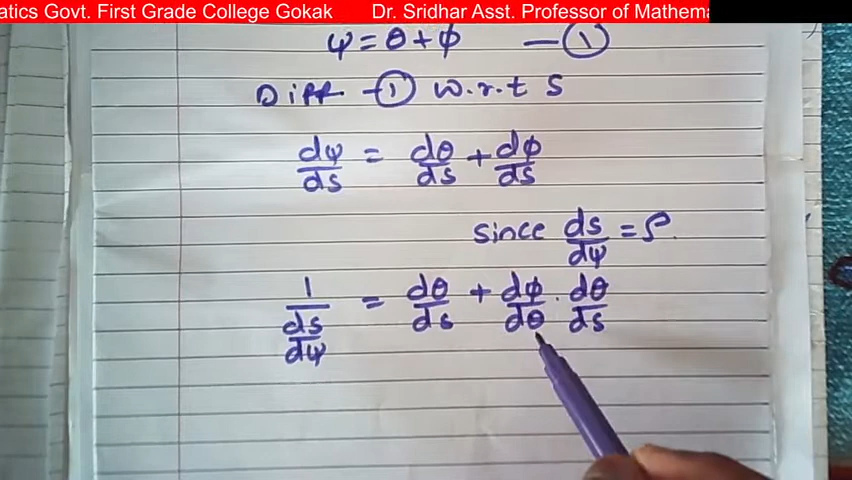 atics Govt. First Grade College Gokak Dr. Sridhar Asst. Professor of Mathema
ψ = θ + φ — ①
Diff ① w.r.t s
dψ/ds = dθ/ds + dφ/ds
since ds/dψ = ρ.
1/(ds/dψ) = dθ/ds + dφ/dθ · dθ/ds